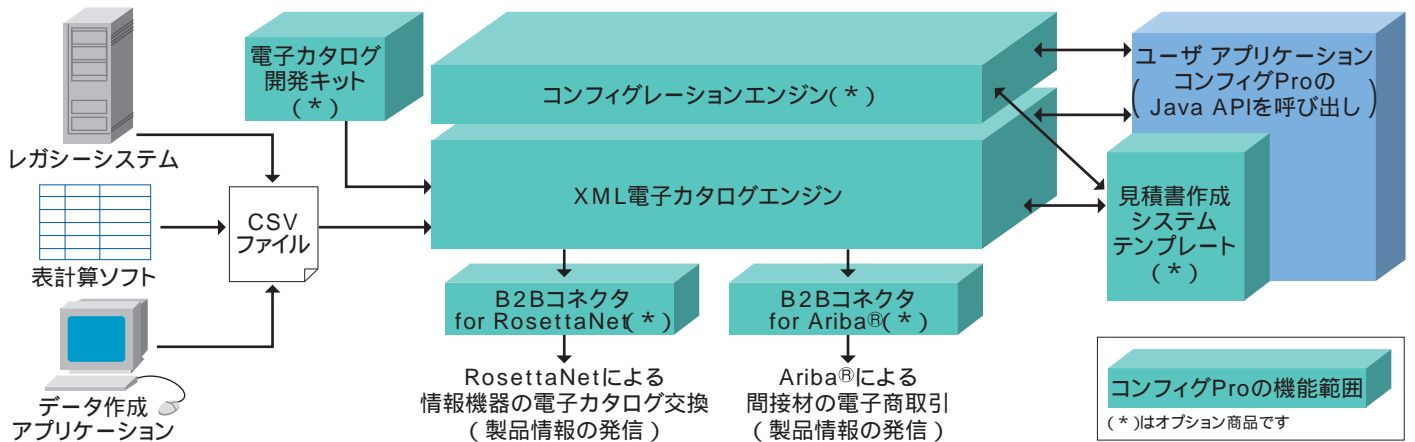 電子カタログ
開発キット
(*)
コンフィグレーションエンジン(*)
ユーザ アプリケーション
(コンフィグProの
Java APIを呼び出し)
レガシーシステム
XML電子カタログエンジン
見積書作成
システム
テンプレート
(*)
CSV
ファイル
表計算ソフト
B2Bコネクタ
for RosettaNet(*)
B2Bコネクタ
for Ariba®(*)
データ作成
アプリケーション
RosettaNetによる
情報機器の電子カタログ交換
(製品情報の発信)
Ariba®による
間接材の電子商取引
(製品情報の発信)
コンフィグProの機能範囲
(*)はオプション商品です